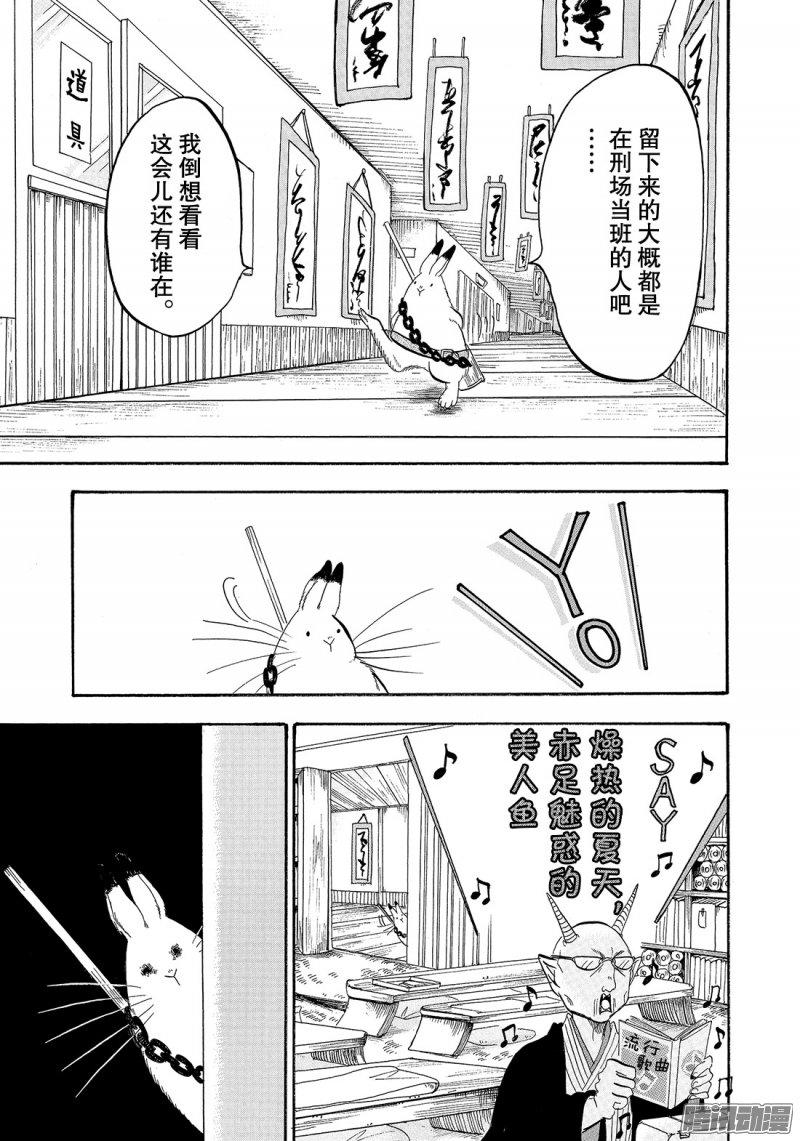 留下来的大概都是
在刑场当班的人吧
……
我倒想看看
这会儿还有谁在。
道具
YO
SAY
燥热的夏天，
赤足魅惑的
美人鱼
流行
歌曲
腾讯动漫